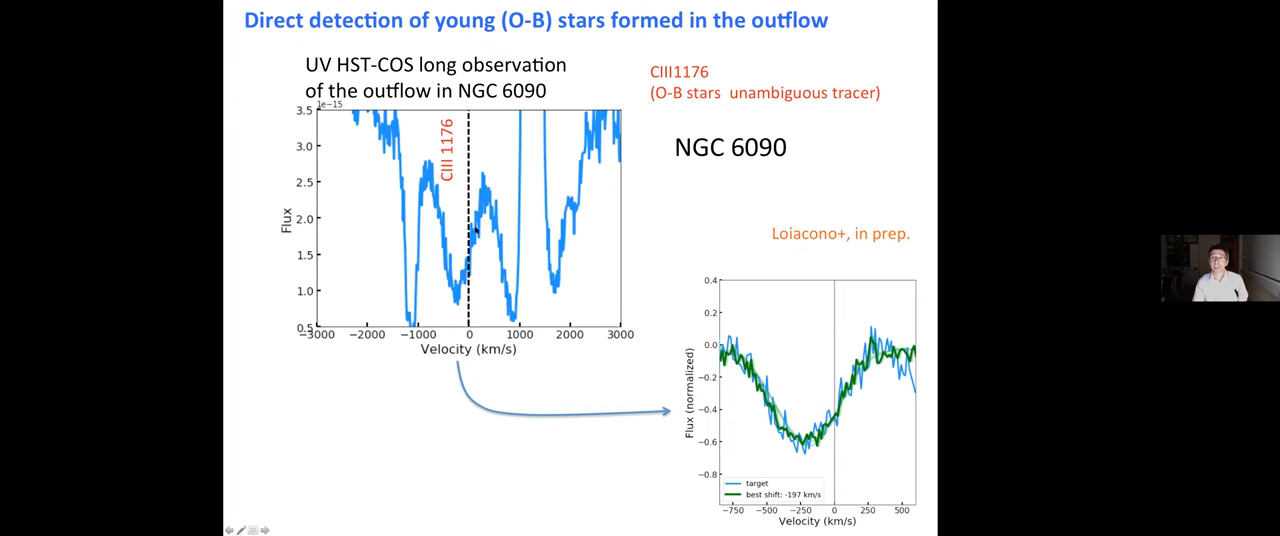 Direct detection of young (O-B) stars formed in the outflow
UV HST-COS long observation
of the outflow in NGC 6090
CIII1176
(O-B stars unambiguous tracer)
NGC 6090
Loiacono+, in prep.
1e−15
3.5
3.0
2.5
2.0
1.5
1.0
0.5
Flux
CIII 1176
−3000 −2000 −1000 0 1000 2000 3000
Velocity (km/s)
0.4
0.2
0.0
−0.2
−0.4
−0.6
−0.8
Flux (normalized)
target
best shift: -197 km/s
−750 −500 −250 0 250 500
Velocity (km/s)